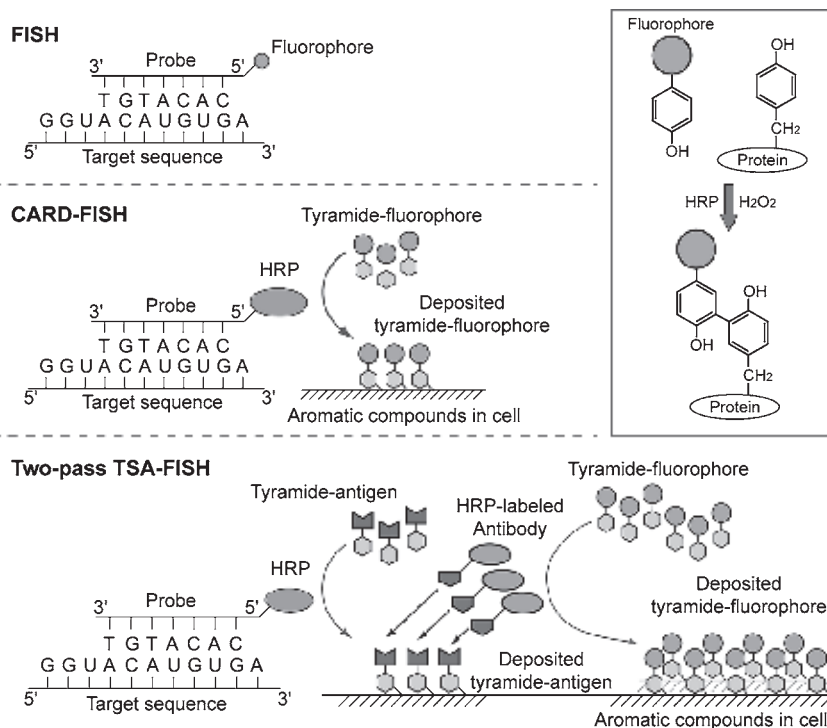 FISH
Fluorophore
3' Probe 5'
T G T A C A C
G G U A C A U G U G A
5' Target sequence 3'
CARD-FISH
Tyramide-fluorophore
HRP
3' Probe 5'
Deposited
tyramide-fluorophore
T G T A C A C
G G U A C A U G U G A
5' Target sequence 3'
Aromatic compounds in cell
Fluorophore
OH
CH2
OH
Protein
HRP H2O2
OH
OH
CH2
Protein
Two-pass TSA-FISH
Tyramide-antigen
HRP-labeled
Antibody
Tyramide-fluorophore
HRP
3' Probe 5'
Deposited
tyramide-fluorophore
T G T A C A C
G G U A C A U G U G A
5' Target sequence 3'
Deposited
tyramide-antigen
Aromatic compounds in cell